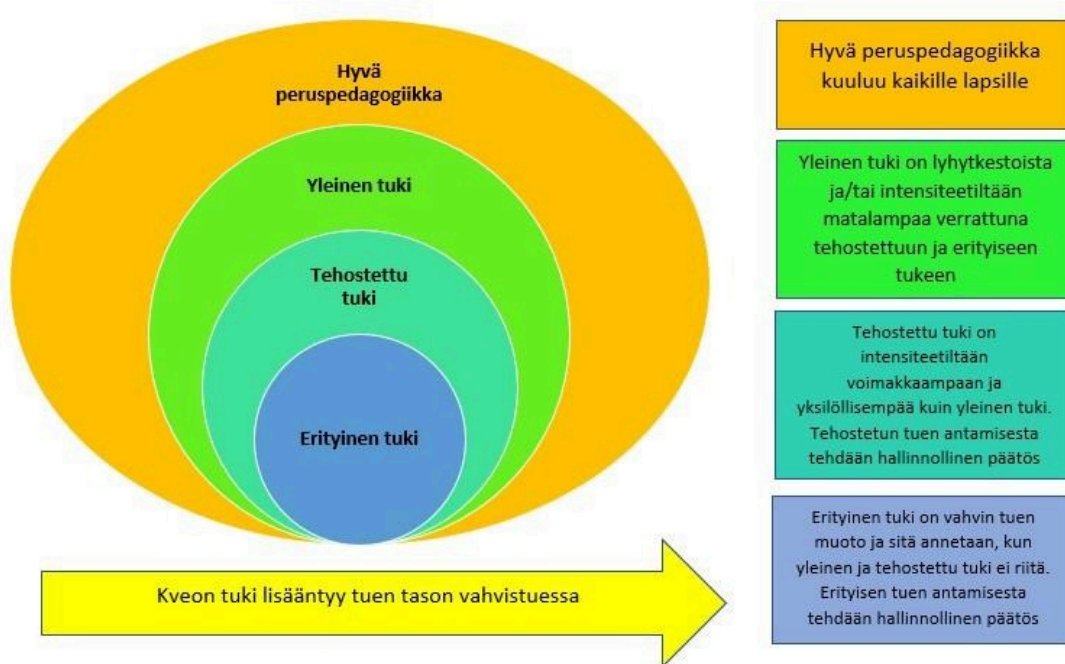 Hyvä
peruspedagogiikka
Yleinen tuki
Tehostettu
tuki
Erityinen tuki
Kveon tuki lisääntyy tuen tason vahvistuessa
Hyvä peruspedagogiikka
kuuluu kaikille lapsille
Yleinen tuki on lyhytkestoista
ja/tai intensiteetiltään
matalampaa verrattuna
tehostettuun ja erityiseen
tukeen
Tehostettu tuki on
intensiteetiltään
voimakkaampaan ja
yksilöllisempää kuin yleinen tuki.
Tehostetun tuen antamisesta
tehdään hallinnollinen päätös
Erityinen tuki on vahvin tuen
muoto ja sitä annetaan, kun
yleinen ja tehostettu tuki ei riitä.
Erityisen tuen antamisesta
tehdään hallinnollinen päätös